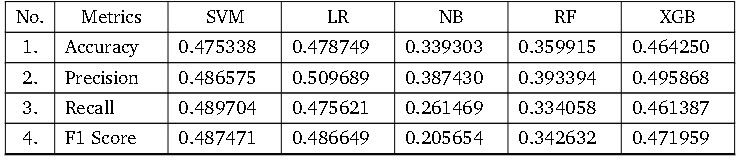 No. Metrics SVM LR NB RF XGB
1. Accuracy 0.475338 0.478749 0.339303 0.359915 0.464250
2. Precision 0.486575 0.509689 0.387430 0.393394 0.495868
3. Recall 0.489704 0.475621 0.261469 0.334058 0.461387
4. F1 Score 0.487471 0.486649 0.205654 0.342632 0.471959